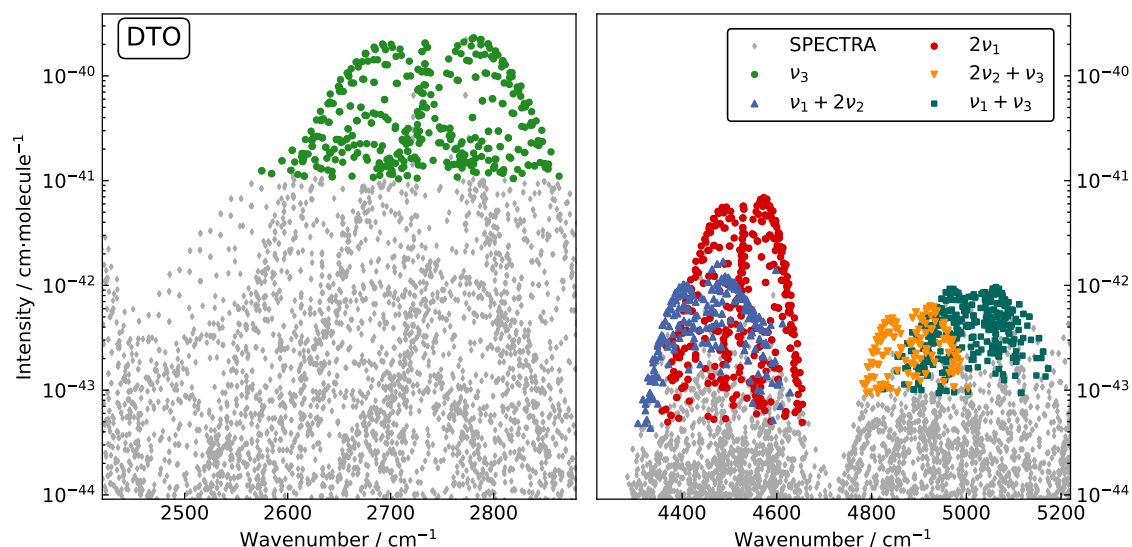 DTO
Intensity / cm·molecule⁻¹
10⁻⁴⁰
10⁻⁴¹
10⁻⁴²
10⁻⁴³
10⁻⁴⁴
2500 2600 2700 2800
Wavenumber / cm⁻¹
SPECTRA
ν₃
ν₁ + 2ν₂
2ν₁
2ν₂ + ν₃
ν₁ + ν₃
10⁻⁴⁰
10⁻⁴¹
10⁻⁴²
10⁻⁴³
10⁻⁴⁴
4400 4600 4800 5000 5200
Wavenumber / cm⁻¹